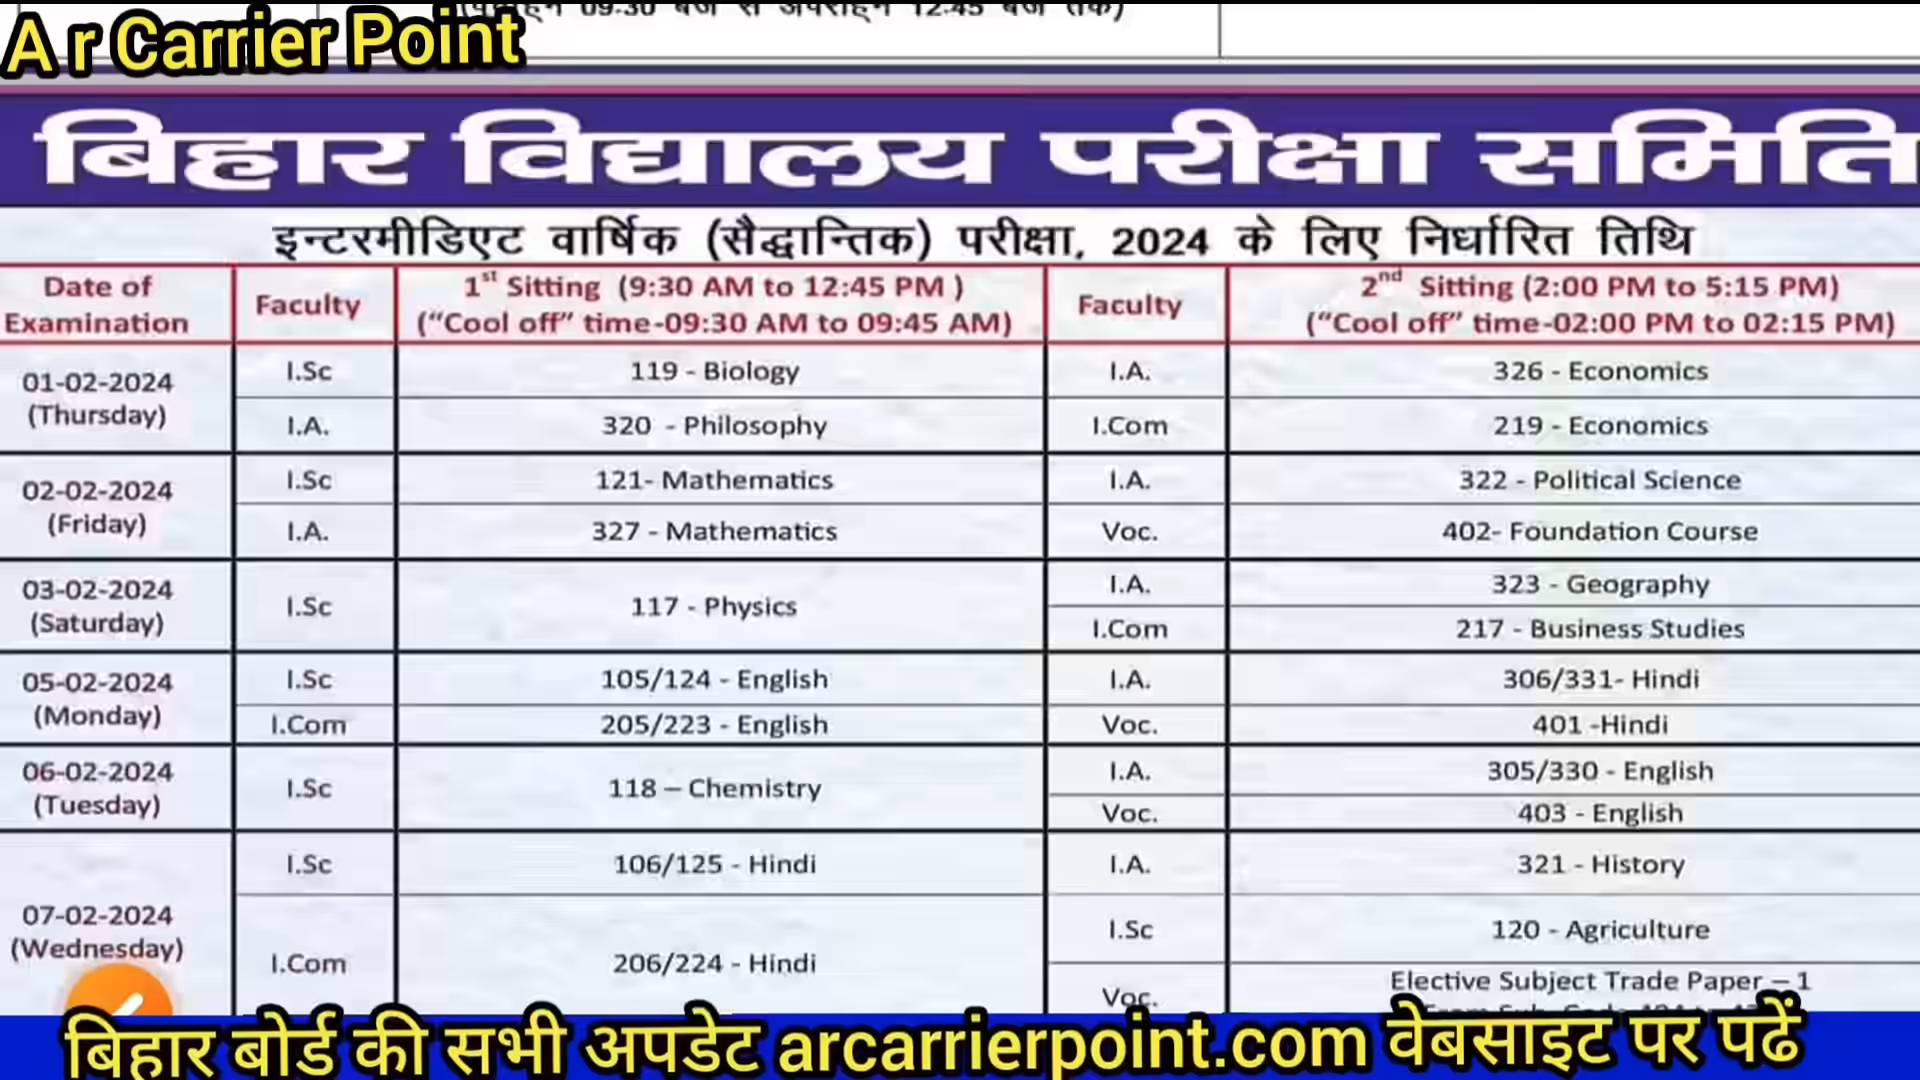 09.30 बजे से अपराह्न 12.45 बजे तक)
A r Carrier Point
बिहार विद्यालय परीक्षा समिति
इन्टरमीडिएट वार्षिक (सैद्धान्तिक) परीक्षा, 2024 के लिए निर्धारित तिथि
Date of Examination Faculty 1st Sitting (9:30 AM to 12:45 PM ) ("Cool off" time-09:30 AM to 09:45 AM) Faculty 2nd Sitting (2:00 PM to 5:15 PM) ("Cool off" time-02:00 PM to 02:15 PM)
01-02-2024 (Thursday) I.Sc 119 - Biology I.A. 326 - Economics
I.A. 320 - Philosophy I.Com 219 - Economics
02-02-2024 (Friday) I.Sc 121- Mathematics I.A. 322 - Political Science
I.A. 327 - Mathematics Voc. 402- Foundation Course
03-02-2024 (Saturday) I.Sc 117 - Physics I.A. 323 - Geography
I.Com 217 - Business Studies
05-02-2024 (Monday) I.Sc 105/124 - English I.A. 306/331- Hindi
I.Com 205/223 - English Voc. 401 -Hindi
06-02-2024 (Tuesday) I.Sc 118 – Chemistry I.A. 305/330 - English
Voc. 403 - English
07-02-2024 (Wednesday) I.Sc 106/125 - Hindi I.A. 321 - History
I.Com 206/224 - Hindi I.Sc 120 - Agriculture
Voc. Elective Subject Trade Paper – 1
बिहार बोर्ड की सभी अपडेट arcarrierpoint.com वेबसाइट पर पढें